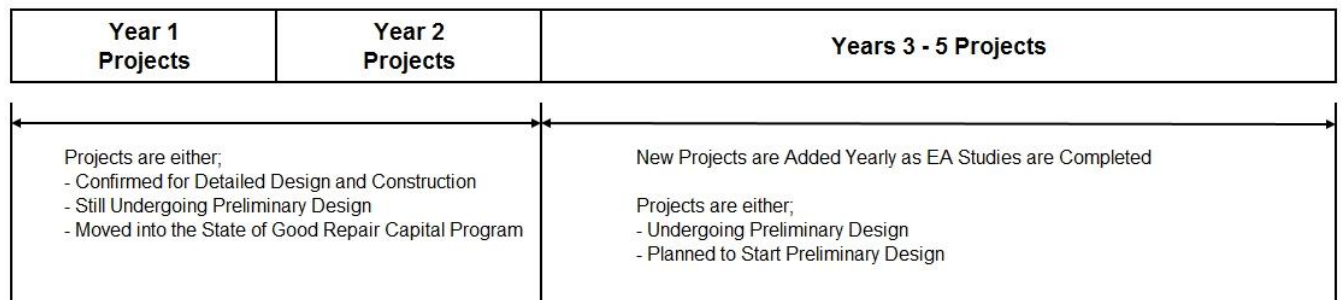 Year 1
Projects
Year 2
Projects
Years 3 - 5 Projects
Projects are either;
- Confirmed for Detailed Design and Construction
- Still Undergoing Preliminary Design
- Moved into the State of Good Repair Capital Program
New Projects are Added Yearly as EA Studies are Completed
Projects are either;
- Undergoing Preliminary Design
- Planned to Start Preliminary Design